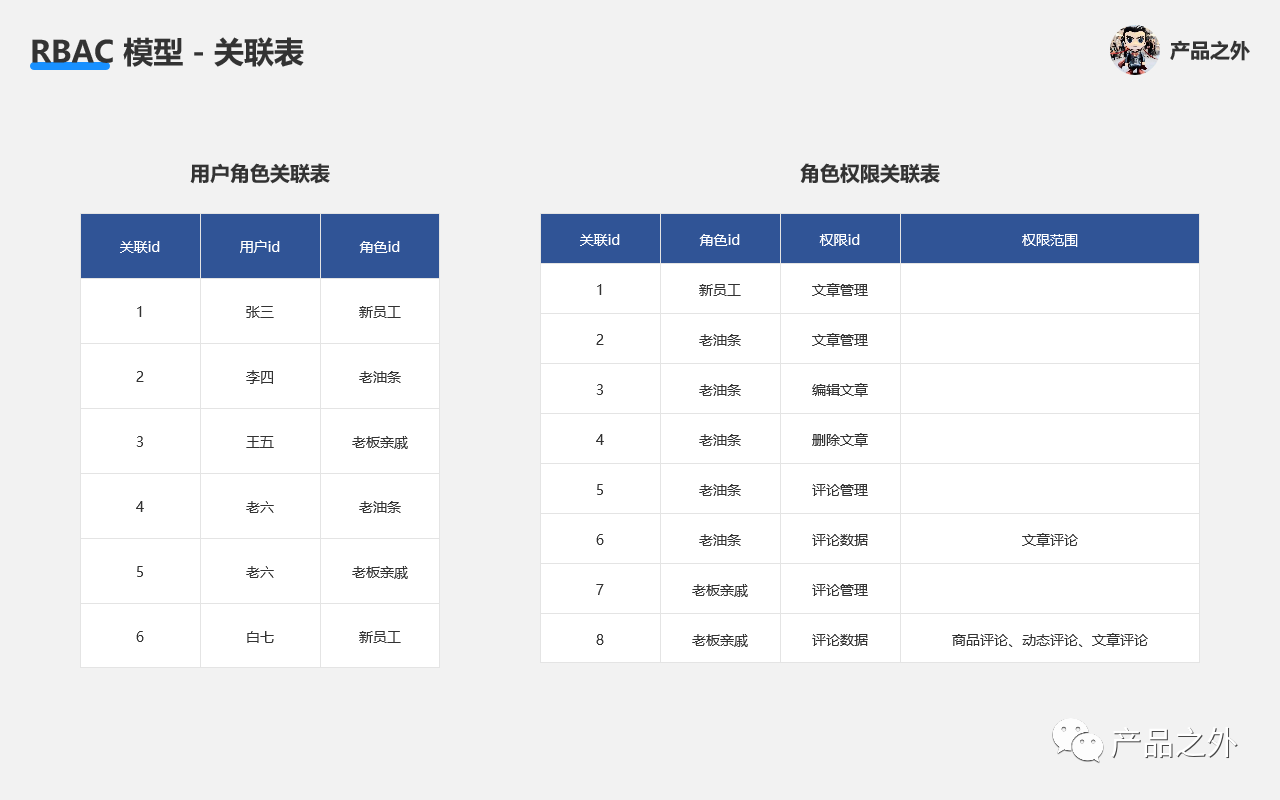 RBAC 模型 - 关联表
产品之外
用户角色关联表
关联id 用户id 角色id
1 张三 新员工
2 李四 老油条
3 王五 老板亲戚
4 老六 老油条
5 老六 老板亲戚
6 白七 新员工
角色权限关联表
关联id 角色id 权限id 权限范围
1 新员工 文章管理
2 老油条 文章管理
3 老油条 编辑文章
4 老油条 删除文章
5 老油条 评论管理
6 老油条 评论数据 文章评论
7 老板亲戚 评论管理
8 老板亲戚 评论数据 商品评论、动态评论、文章评论
产品之外